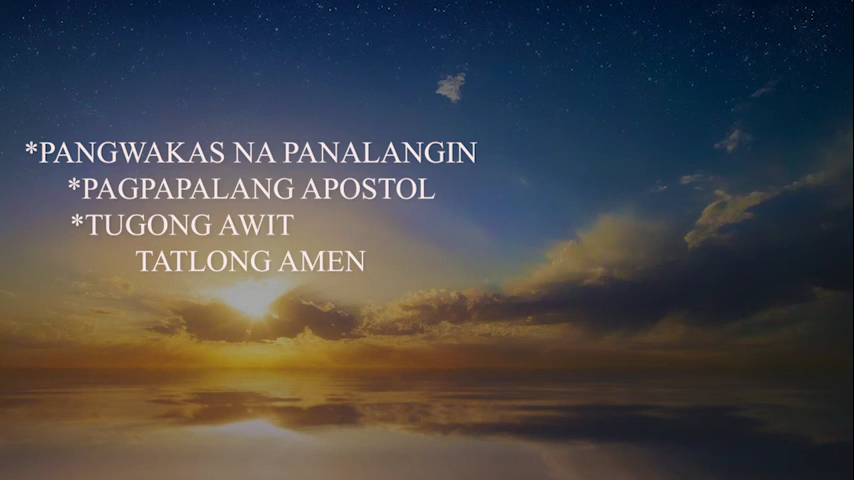 *PANGWAKAS NA PANALANGIN
*PAGPAPALANG APOSTOL
*TUGONG AWIT
TATLONG AMEN